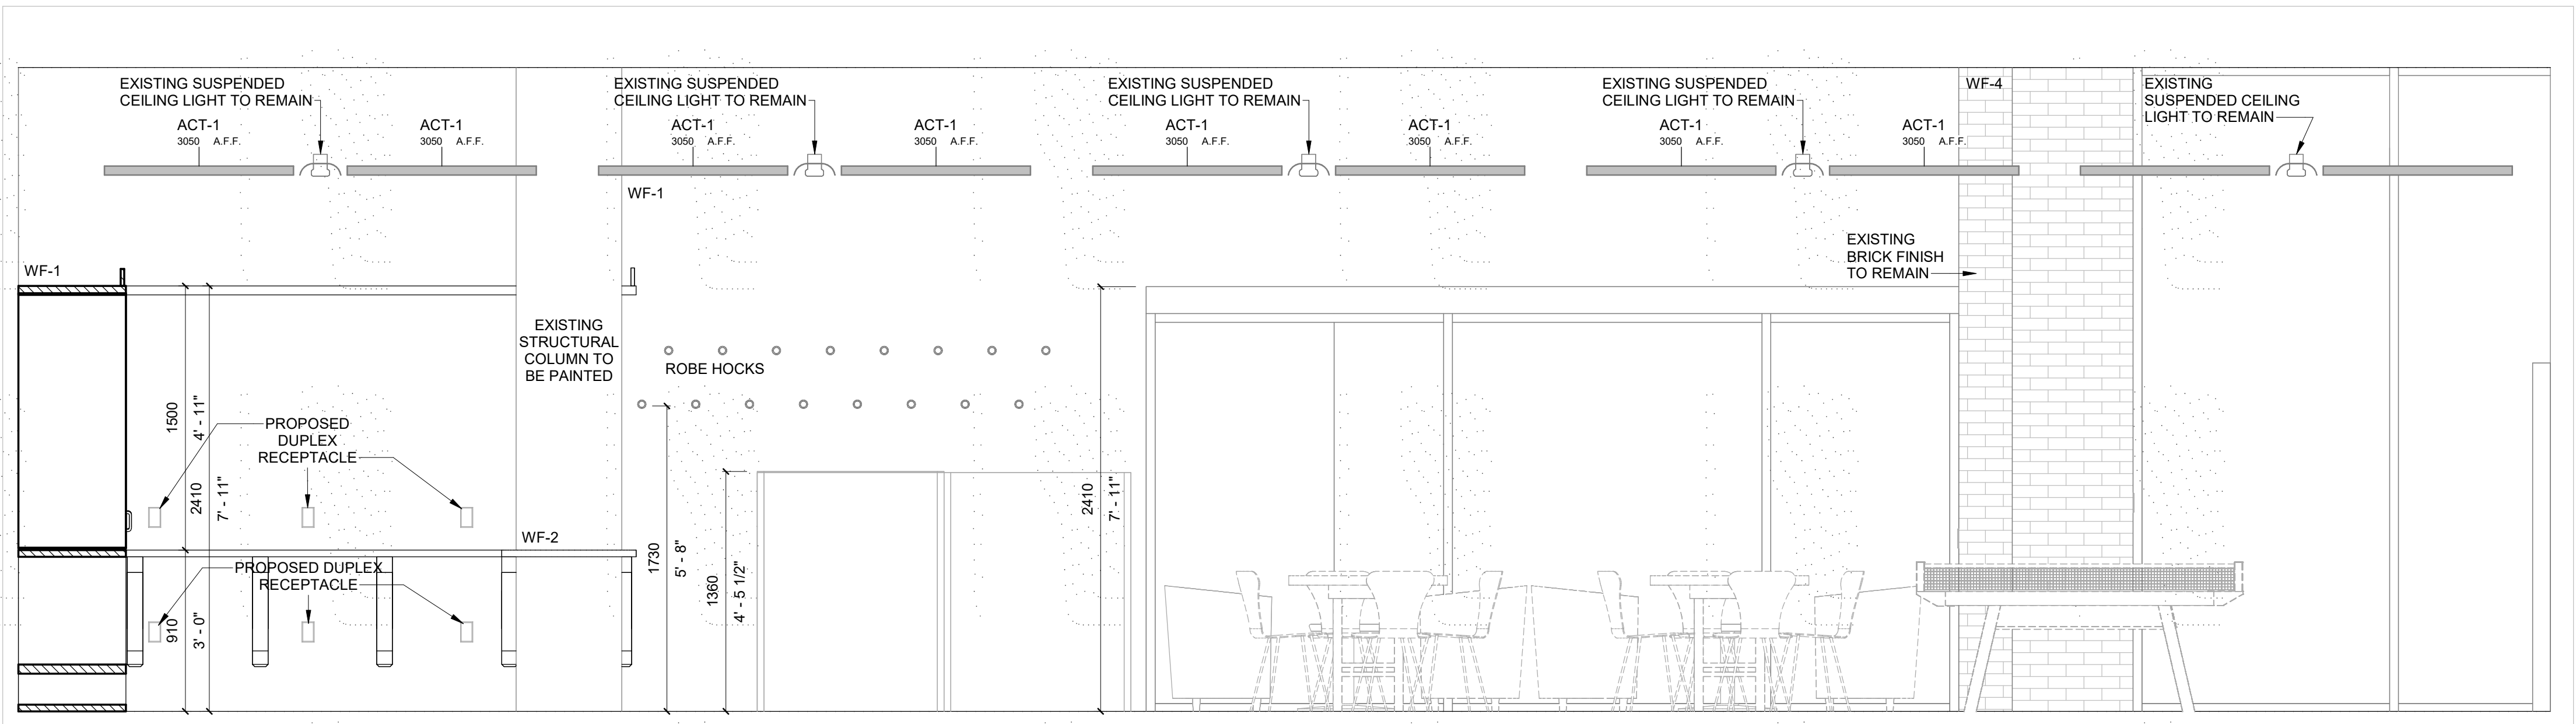 EXISTING SUSPENDED
CEILING LIGHT TO REMAIN
EXISTING SUSPENDED
CEILING LIGHT TO REMAIN
EXISTING SUSPENDED
CEILING LIGHT TO REMAIN
EXISTING SUSPENDED
CEILING LIGHT TO REMAIN
WF-4
EXISTING
SUSPENDED CEILING
LIGHT TO REMAIN
ACT-1
3050 A.F.F.
ACT-1
3050 A.F.F.
ACT-1
3050 A.F.F.
ACT-1
3050 A.F.F.
ACT-1
3050 A.F.F.
ACT-1
3050 A.F.F.
ACT-1
3050 A.F.F.
ACT-1
3050 A.F.F.
WF-1
WF-1
EXISTING
BRICK FINISH
TO REMAIN
EXISTING
STRUCTURAL
COLUMN TO
BE PAINTED
ROBE HOCKS
1500
4' - 11"
PROPOSED
DUPLEX
RECEPTACLE
2410
7' - 11"
2410
7' - 11"
WF-2
PROPOSED DUPLEX
RECEPTACLE
910
3' - 0"
1730
5' - 8"
1360
4' - 5 1/2"